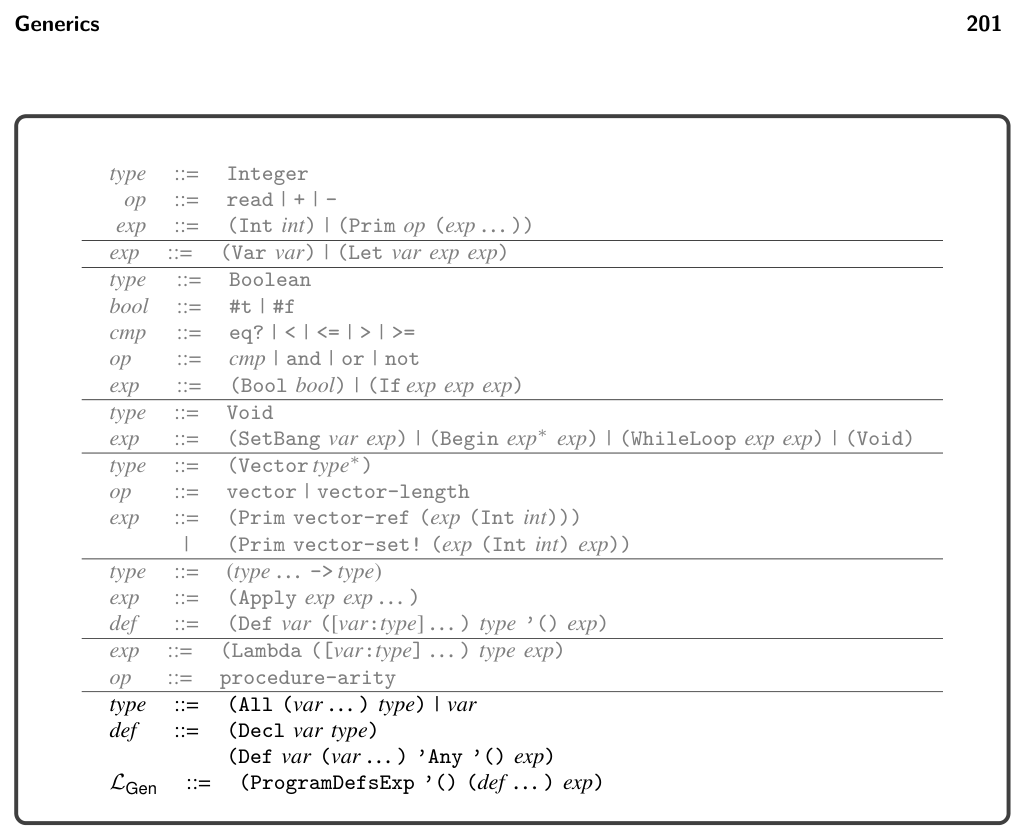 Generics 201
type ::= Integer
op ::= read | + | -
exp ::= (Int int) | (Prim op (exp ... ))
exp ::= (Var var) | (Let var exp exp)
type ::= Boolean
bool ::= #t | #f
cmp ::= eq? | < | <= | > | >=
op ::= cmp | and | or | not
exp ::= (Bool bool) | (If exp exp exp)
type ::= Void
exp ::= (SetBang var exp) | (Begin exp* exp) | (WhileLoop exp exp) | (Void)
type ::= (Vector type*)
op ::= vector | vector-length
exp ::= (Prim vector-ref (exp (Int int)))
| (Prim vector-set! (exp (Int int) exp))
type ::= (type ... -> type)
exp ::= (Apply exp exp ... )
def ::= (Def var ([var:type] ... ) type '() exp)
exp ::= (Lambda ([var:type] ... ) type exp)
op ::= procedure-arity
type ::= (All (var ... ) type) | var
def ::= (Decl var type)
(Def var (var ... ) 'Any '() exp)
ℒGen ::= (ProgramDefsExp '() (def ... ) exp)